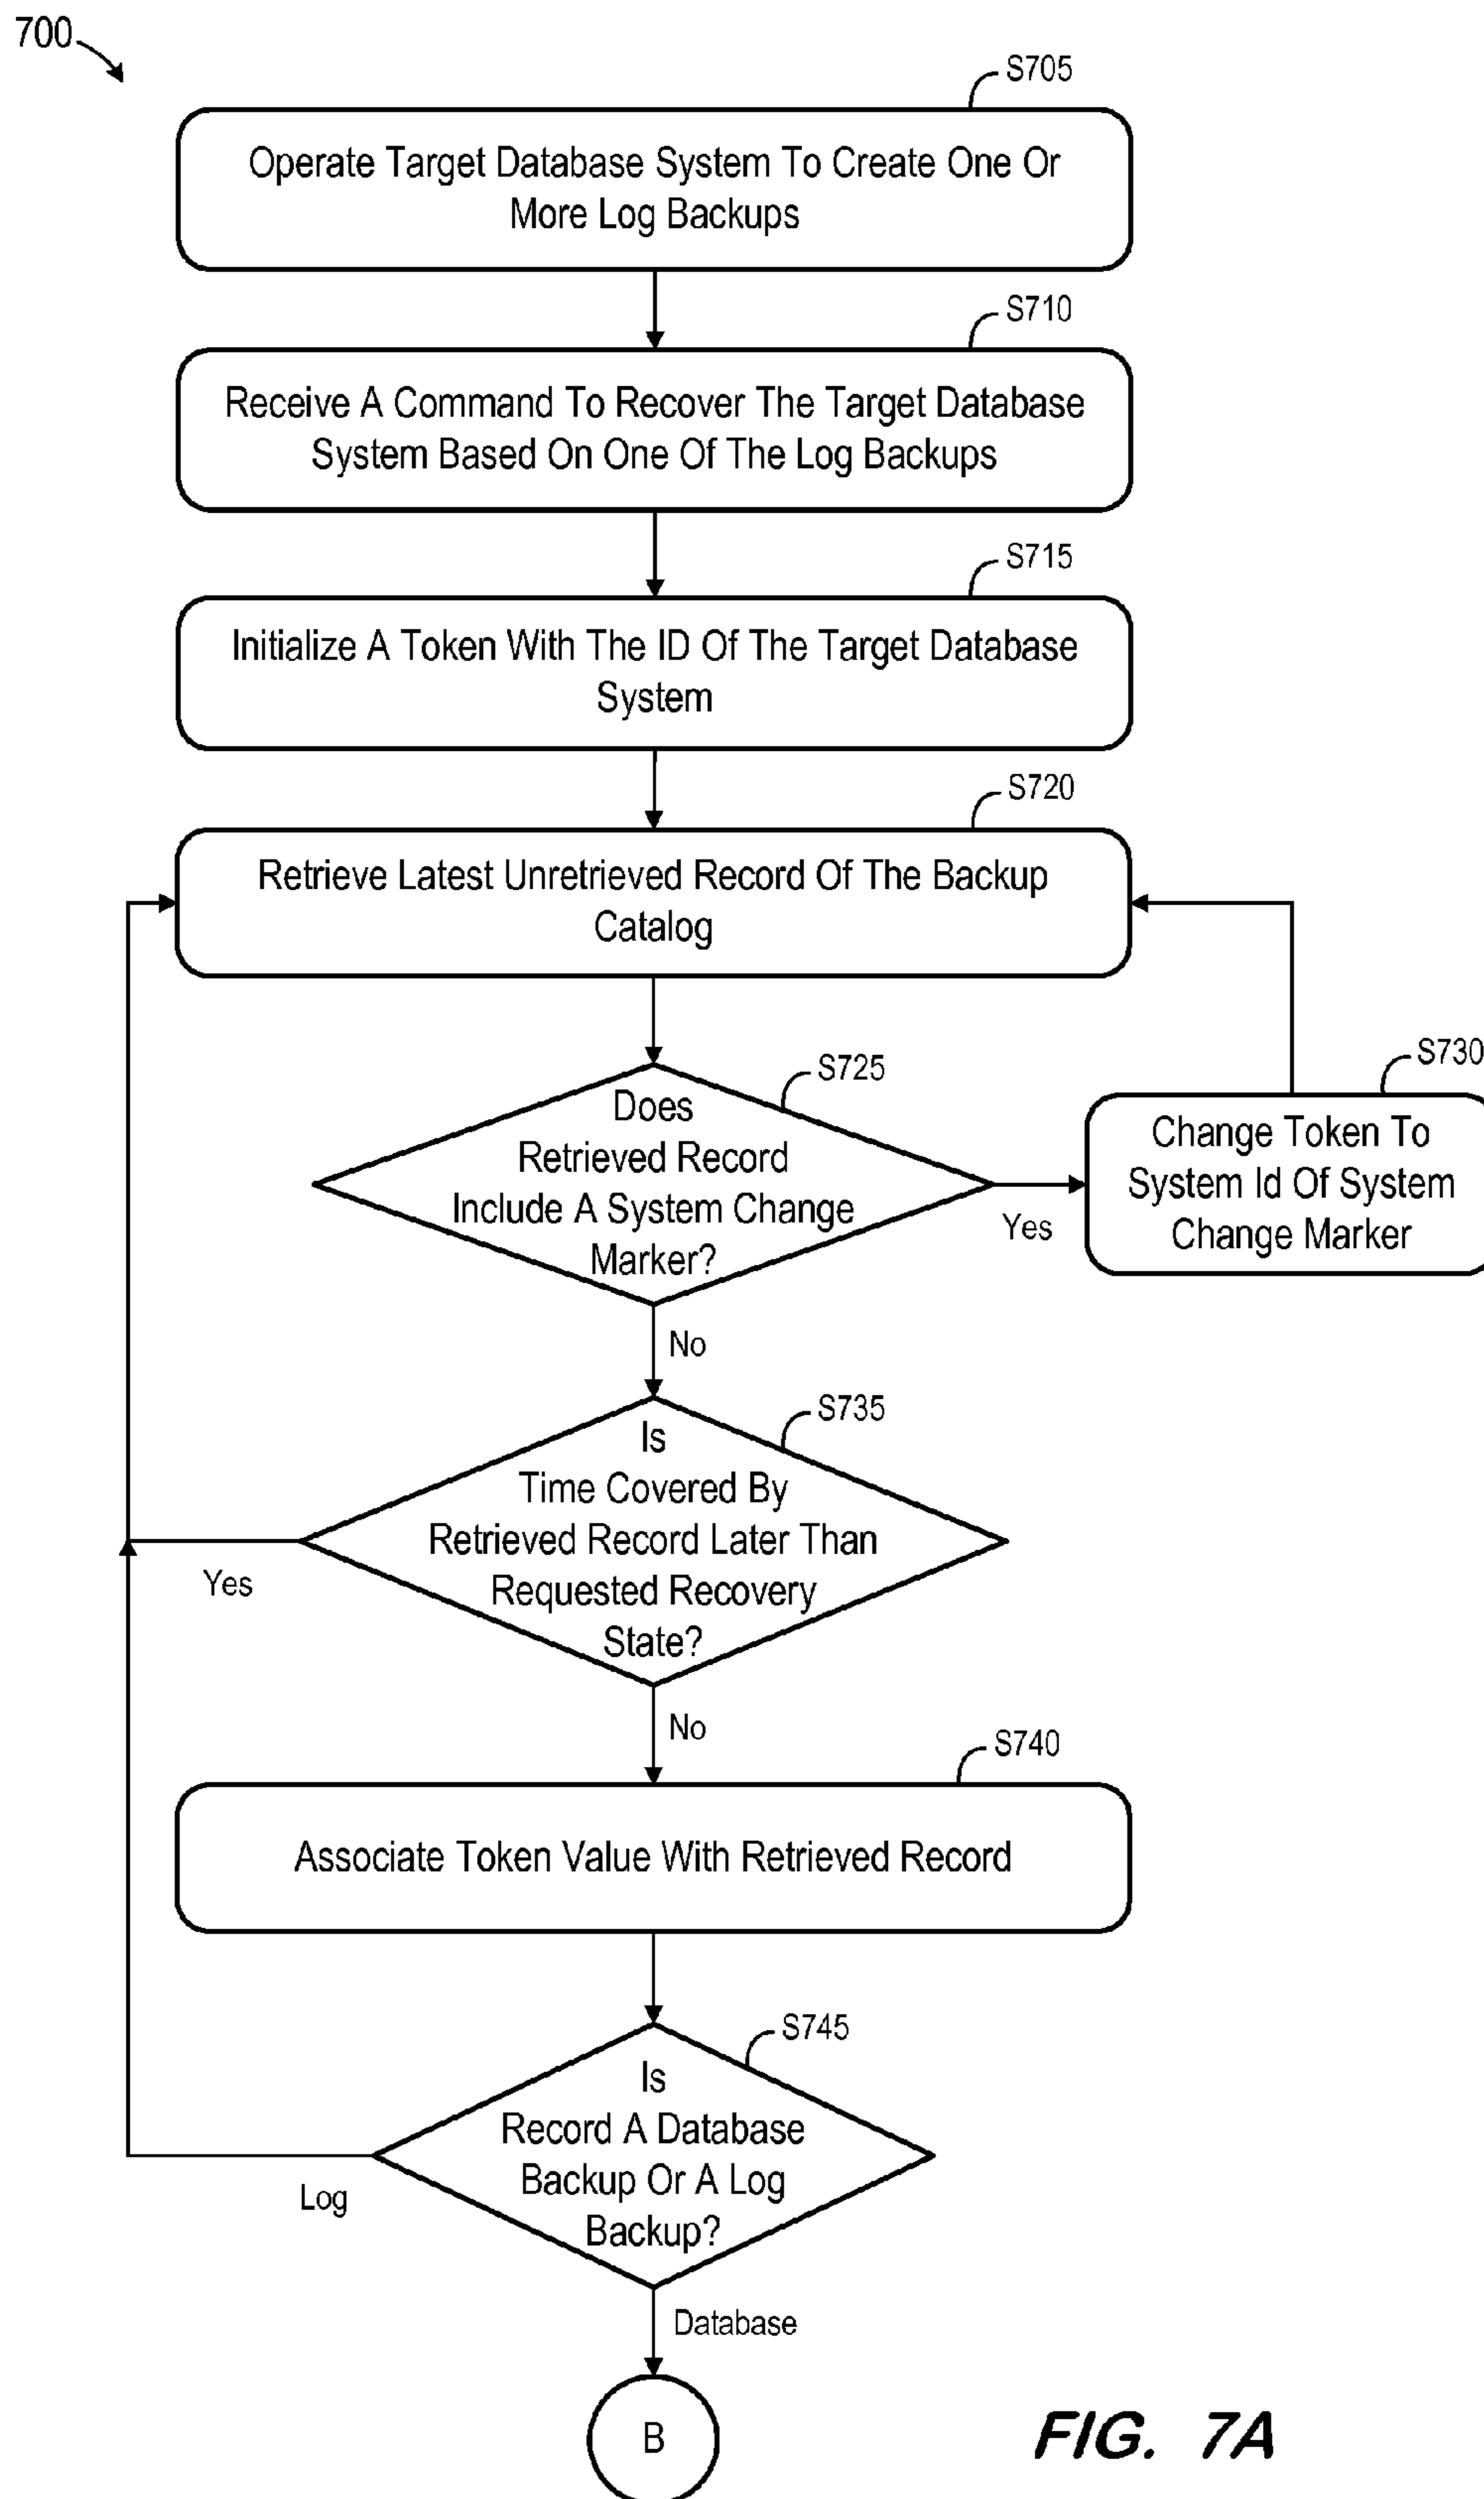 700
S705
Operate Target Database System To Create One Or
More Log Backups
S710
Receive A Command To Recover The Target Database
System Based On One Of The Log Backups
S715
Initialize A Token With The ID Of The Target Database
System
S720
Retrieve Latest Unretrieved Record Of The Backup
Catalog
S725
Does
Retrieved Record
Include A System Change
Marker?
Yes
S730
Change Token To
System Id Of System
Change Marker
No
S735
Is
Time Covered By
Retrieved Record Later Than
Requested Recovery
State?
Yes
No
S740
Associate Token Value With Retrieved Record
S745
Is
Record A Database
Backup Or A Log
Backup?
Log
Database
B
FIG. 7A